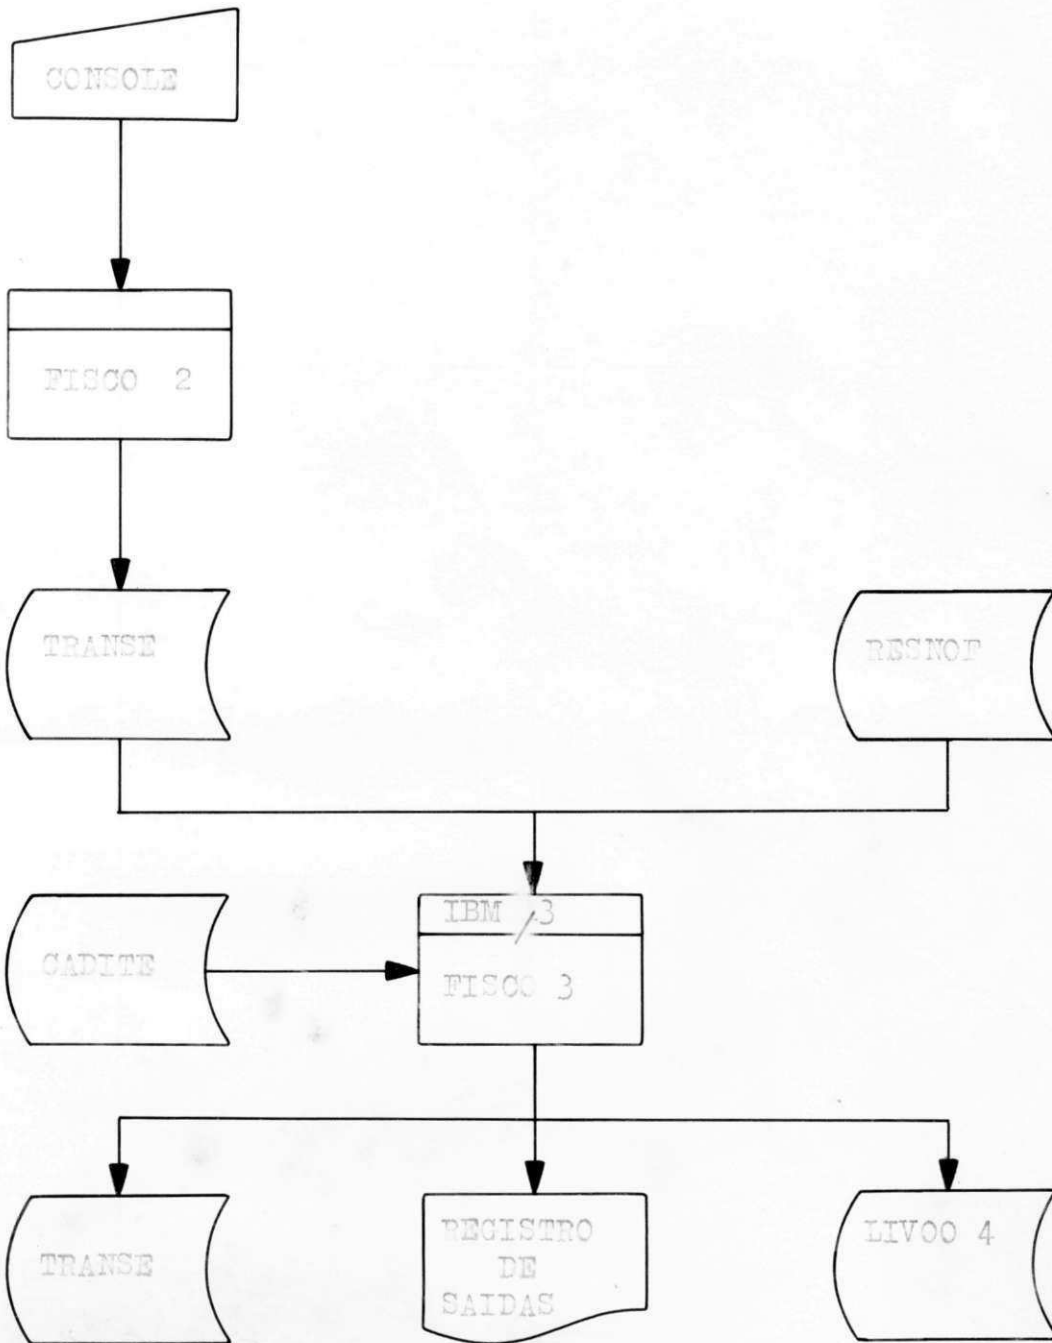 CONSOLE
FISCO 2
TRANSE
RESNOF
IBM /3
CADITE
FISCO 3
TRANSE
REGISTRO
DE
SAIDAS
LIVOO 4